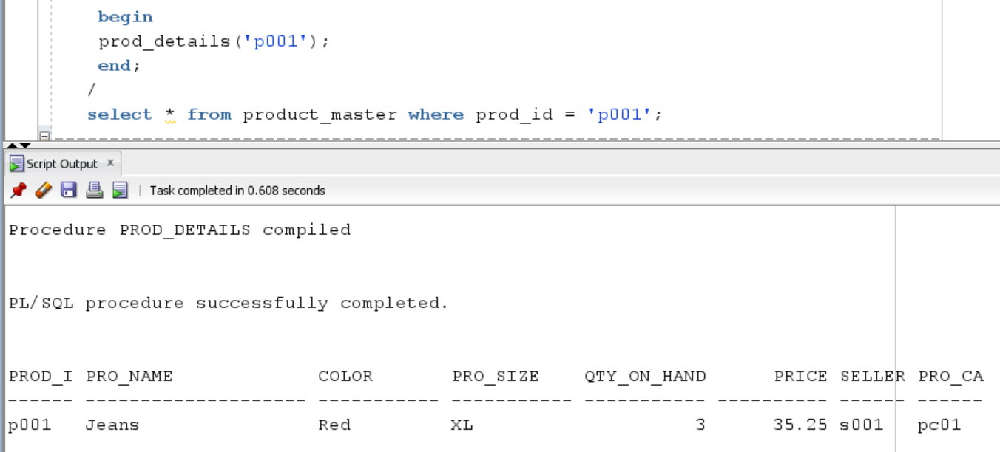 begin
prod_details('p001');
end;
/
select * from product_master where prod_id = 'p001';
Script Output x
Task completed in 0.608 seconds
Procedure PROD_DETAILS compiled
PL/SQL procedure successfully completed.
PROD_I PRO_NAME COLOR PRO_SIZE QTY_ON_HAND PRICE SELLER PRO_CA
------ -------------------- ----------- ----------- ----------- ---------- ------ ------
p001 Jeans Red XL 3 35.25 s001 pc01